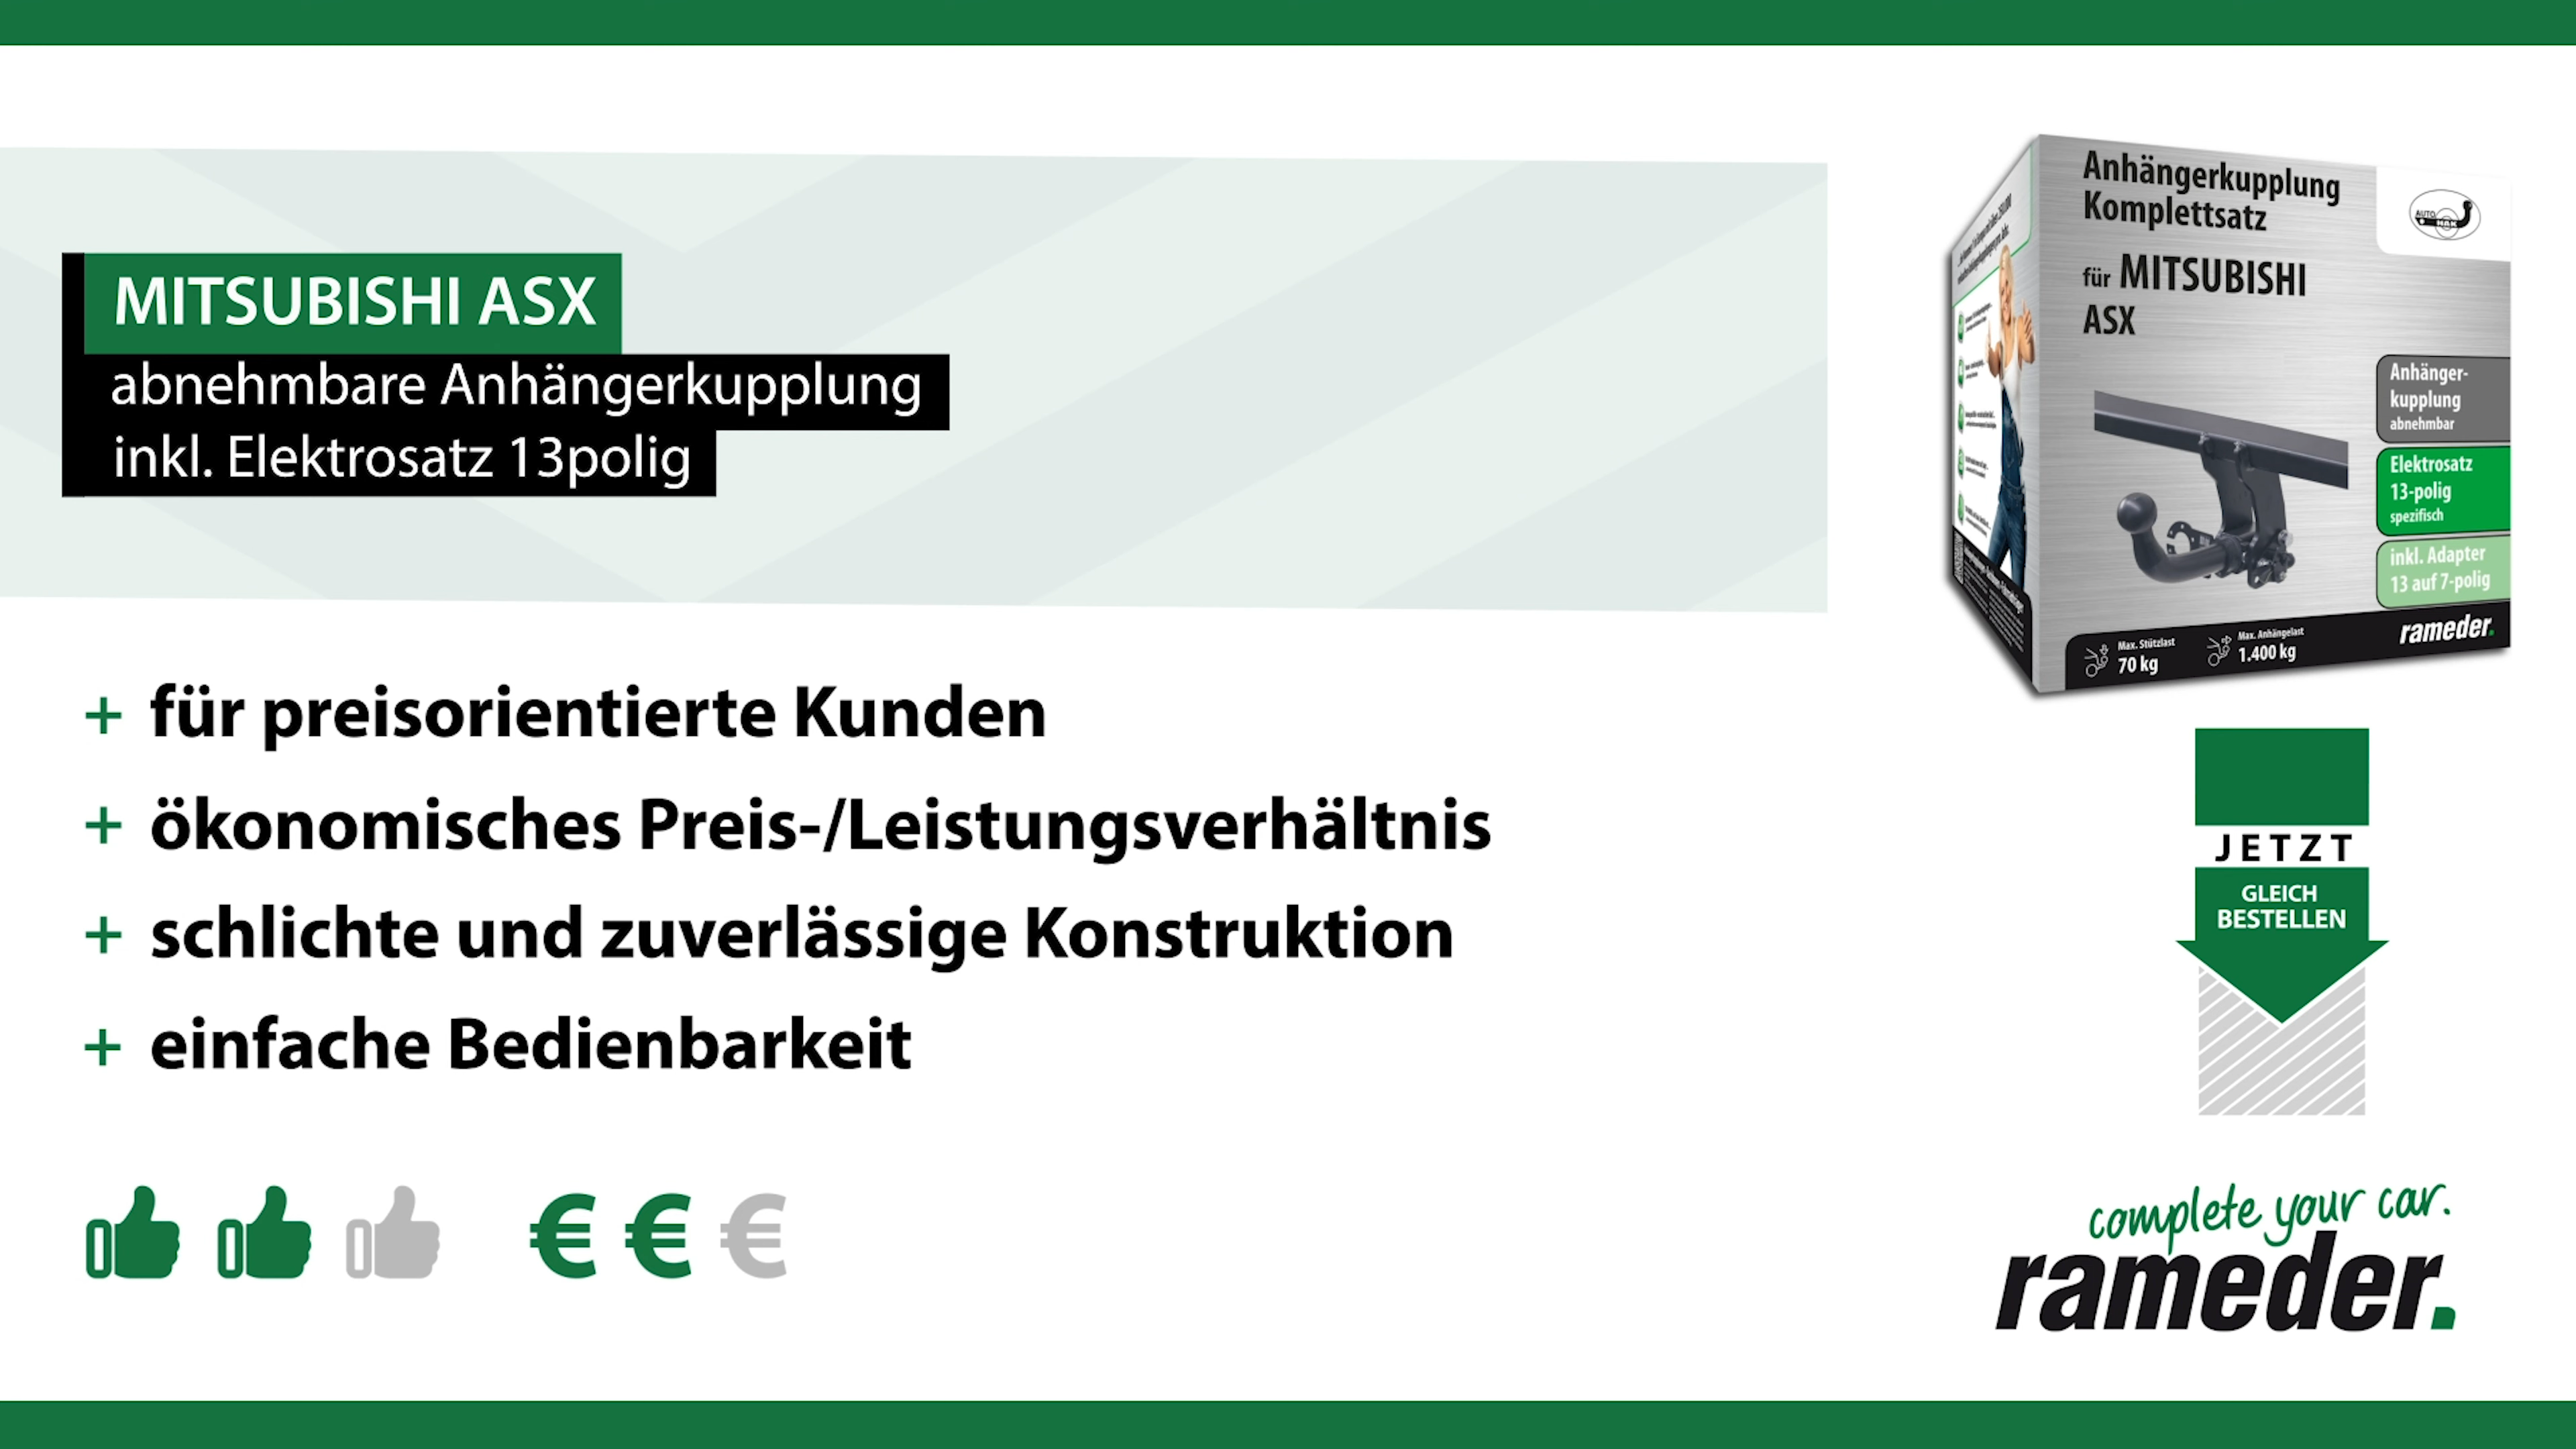 MITSUBISHI ASX
abnehmbare Anhängerkupplung
inkl. Elektrosatz 13polig
+ für preisorientierte Kunden
+ ökonomisches Preis-/Leistungsverhältnis
+ schlichte und zuverlässige Konstruktion
+ einfache Bedienbarkeit
€ € €
Anhängerkupplung
Komplettsatz
für MITSUBISHI
ASX
AUTO
HAK
Anhänger-
kupplung
abnehmbar
Elektrosatz
13-polig
spezifisch
inkl. Adapter
13 auf 7-polig
Max. Stützlast
70 kg
Max. Anhängelast
1.400 kg
rameder.
JETZT
GLEICH
BESTELLEN
complete your car.
rameder.